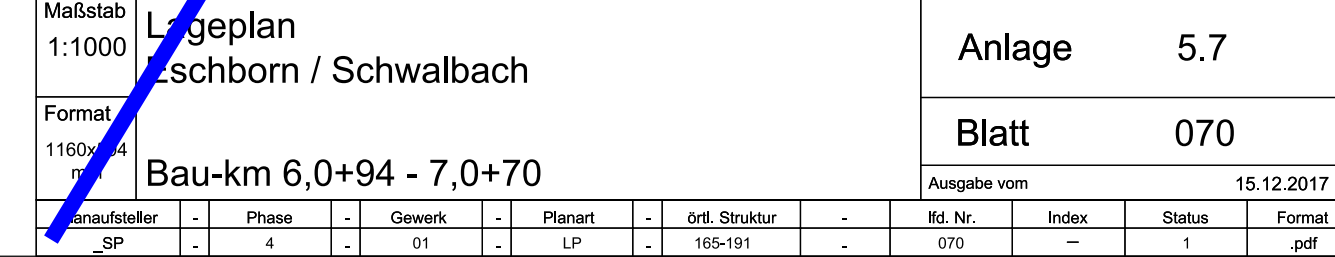 Maßstab
1:1000
Lageplan
Eschborn / Schwalbach
Anlage 5.7
Format
Bau-km 6,0+94 - 7,0+70
Blatt 070
Ausgabe vom 15.12.2017
- Phase - Gewerk - Planart - örtl. Struktur - lfd. Nr. Index Status Format
_SP - 4 - 01 - LP - 165-191 - 070 — 1 .pdf